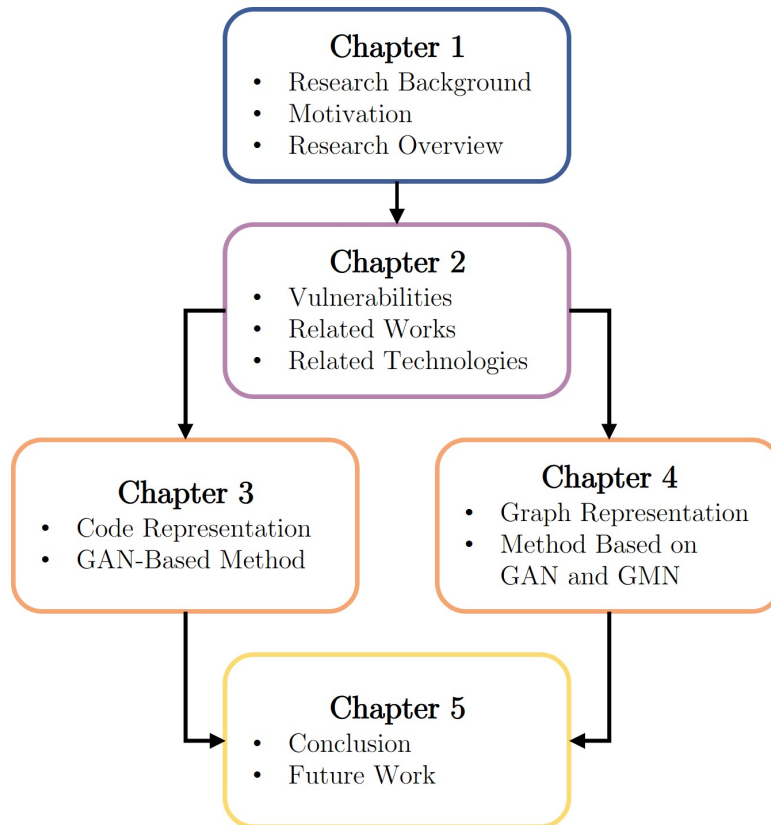 Chapter 1
• Research Background
• Motivation
• Research Overview
Chapter 2
• Vulnerabilities
• Related Works
• Related Technologies
Chapter 3
• Code Representation
• GAN-Based Method
Chapter 4
• Graph Representation
• Method Based on
GAN and GMN
Chapter 5
• Conclusion
• Future Work